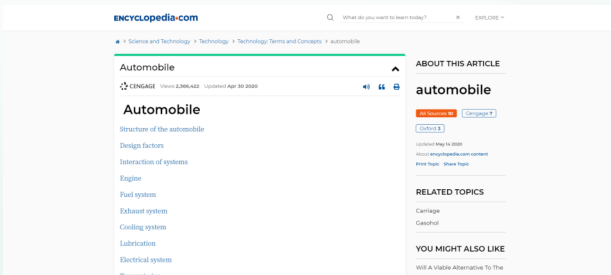 ENCYCLOPEDIA.COM
What do you want to learn today? × EXPLORE
Science and Technology > Technology > Technology: Terms and Concepts > automobile
Automobile
CENGAGE Views 2,366,422 Updated Apr 30 2020
Automobile
Structure of the automobile
Design factors
Interaction of systems
Engine
Fuel system
Exhaust system
Cooling system
Lubrication
Electrical system
ABOUT THIS ARTICLE
automobile
All Sources 10 Cengage 7
Oxford 3
Updated May 14 2020
About encyclopedia.com content
Print Topic Share Topic
RELATED TOPICS
Carriage
Gasohol
YOU MIGHT ALSO LIKE
Will A Viable Alternative To The